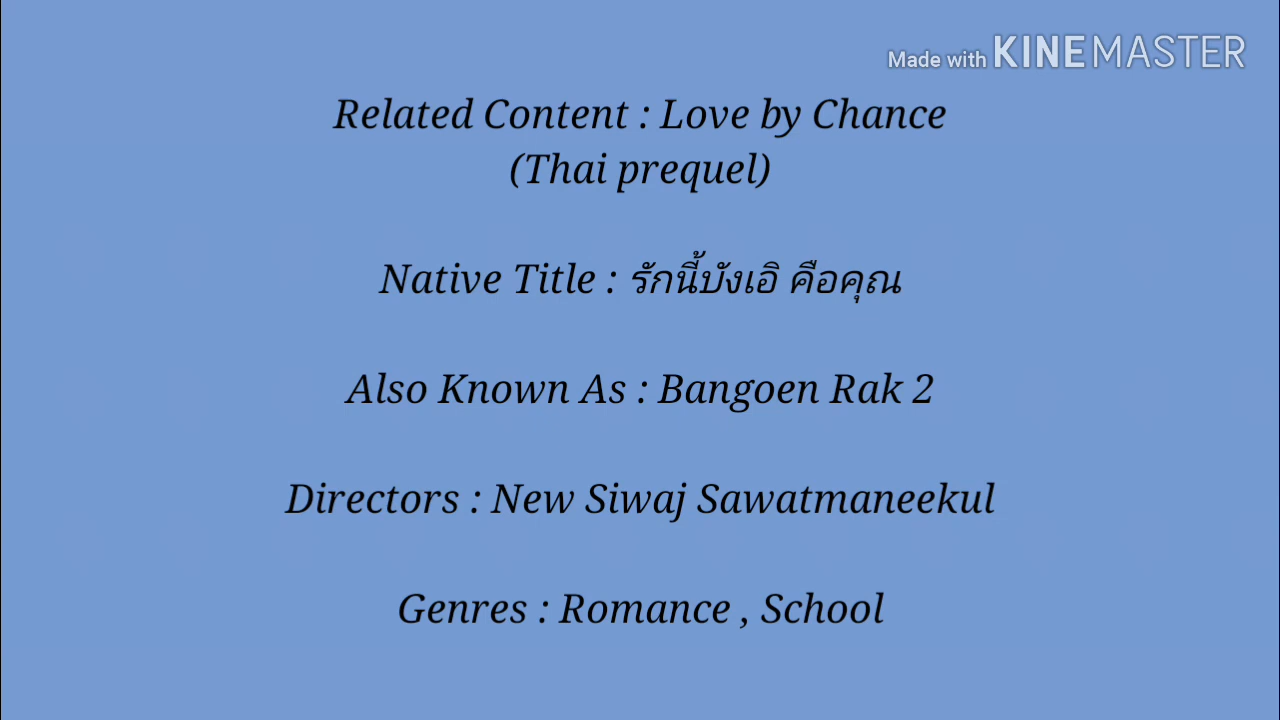 Made with KINEMASTER
Related Content : Love by Chance
(Thai prequel)
Native Title : รักนี้บังเอิ คือคุณ
Also Known As : Bangoen Rak 2
Directors : New Siwaj Sawatmaneekul
Genres : Romance , School